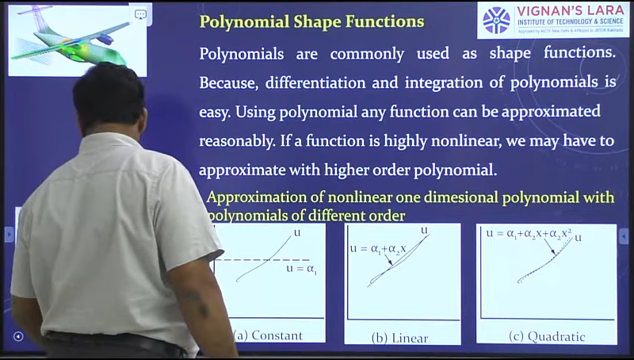 Polynomial Shape Functions
VIGNAN'S LARA
INSTITUTE OF TECHNOLOGY & SCIENCE
Polynomials are commonly used as shape functions.
Because, differentiation and integration of polynomials is
easy. Using polynomial any function can be approximated
reasonably. If a function is highly nonlinear, we may have to
approximate with higher order polynomial.
Approximation of nonlinear one dimesional polynomial with
polynomials of different order
u
u = α₁
(a) Constant
u
u = α₁+α₂x
(b) Linear
u = α₁+α₂x+α₂x²
u
(c) Quadratic